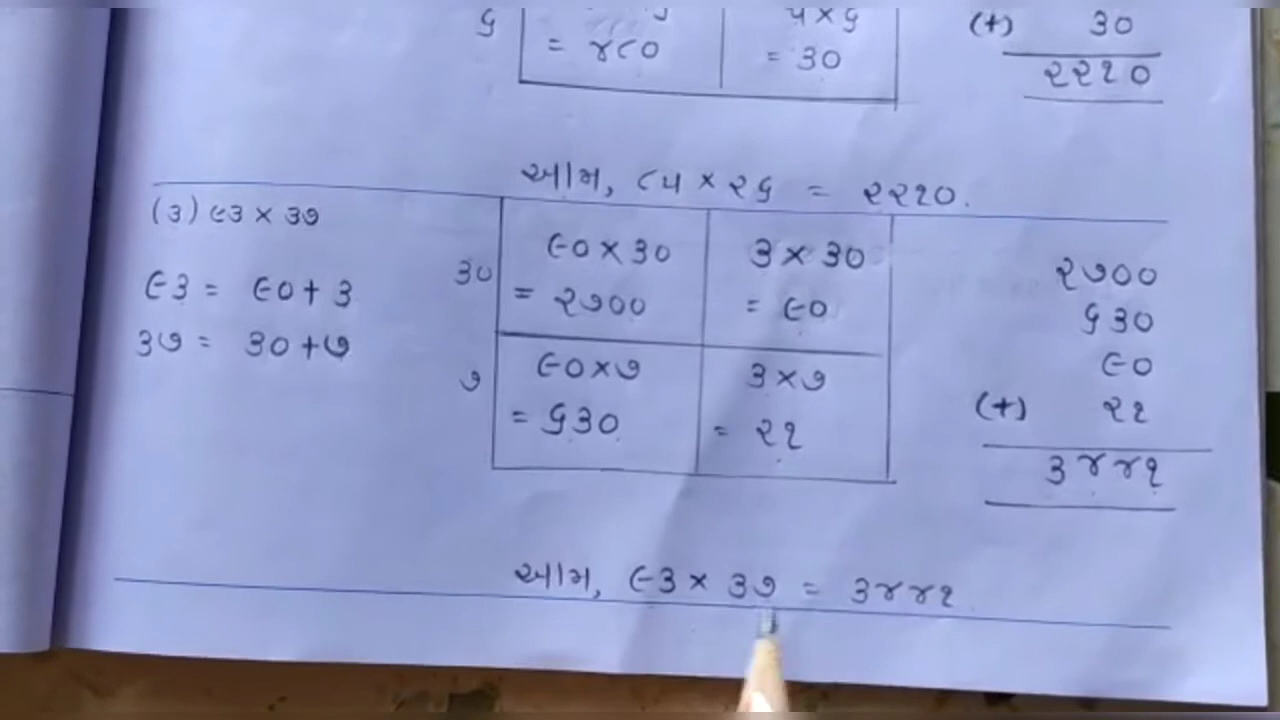 ૬ = ૪૮૦ ૫ × ૬ = ૩૦ (+) ૩૦
૨૨૧૦
આમ, ૮૫ × ૨૬ = ૨૨૧૦.
(૩) ૯૩ × ૩૭
૯૩ = ૯૦ + ૩
૩૭ = ૩૦ + ૭
૩૦ ૯૦ × ૩૦ ૩ × ૩૦
= ૨૭૦૦ = ૯૦
૭ ૯૦ × ૭ ૩ × ૭
= ૬૩૦ = ૨૧
૨૭૦૦
૬૩૦
૯૦
(+) ૨૧
૩૪૪૧
આમ, ૯૩ × ૩૭ = ૩૪૪૧